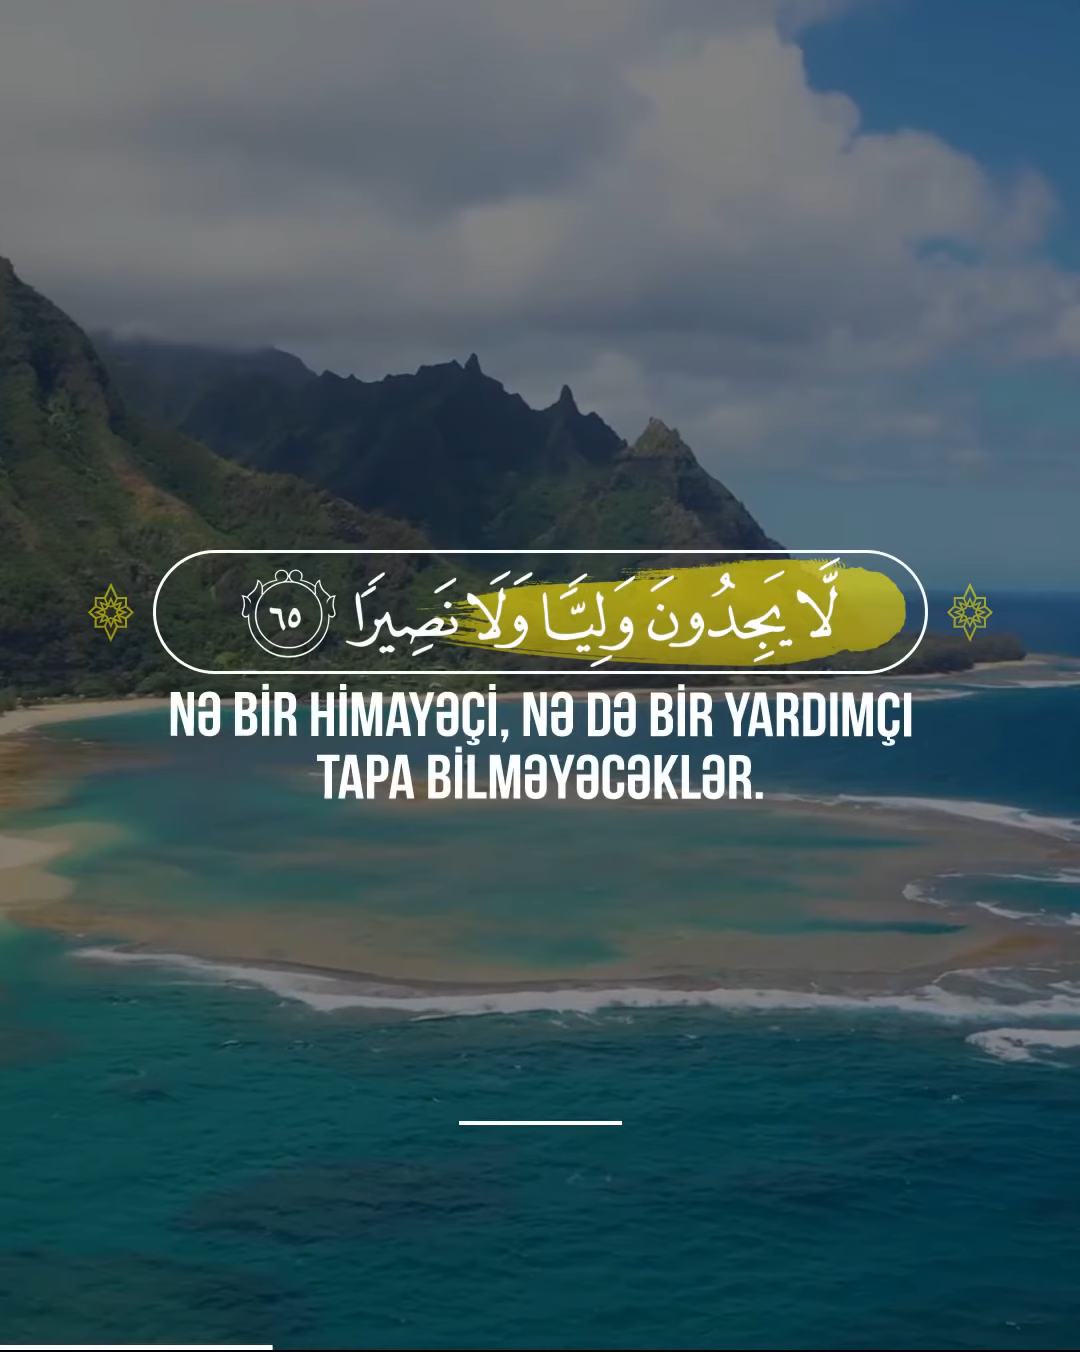 لَّا يَجِدُونَ وَلِيًّا وَلَا نَصِيرًا ٦٥
NƏ BİR HİMAYƏÇİ, NƏ DƏ BİR YARDIMÇI
TAPA BİLMƏYƏCƏKLƏR.